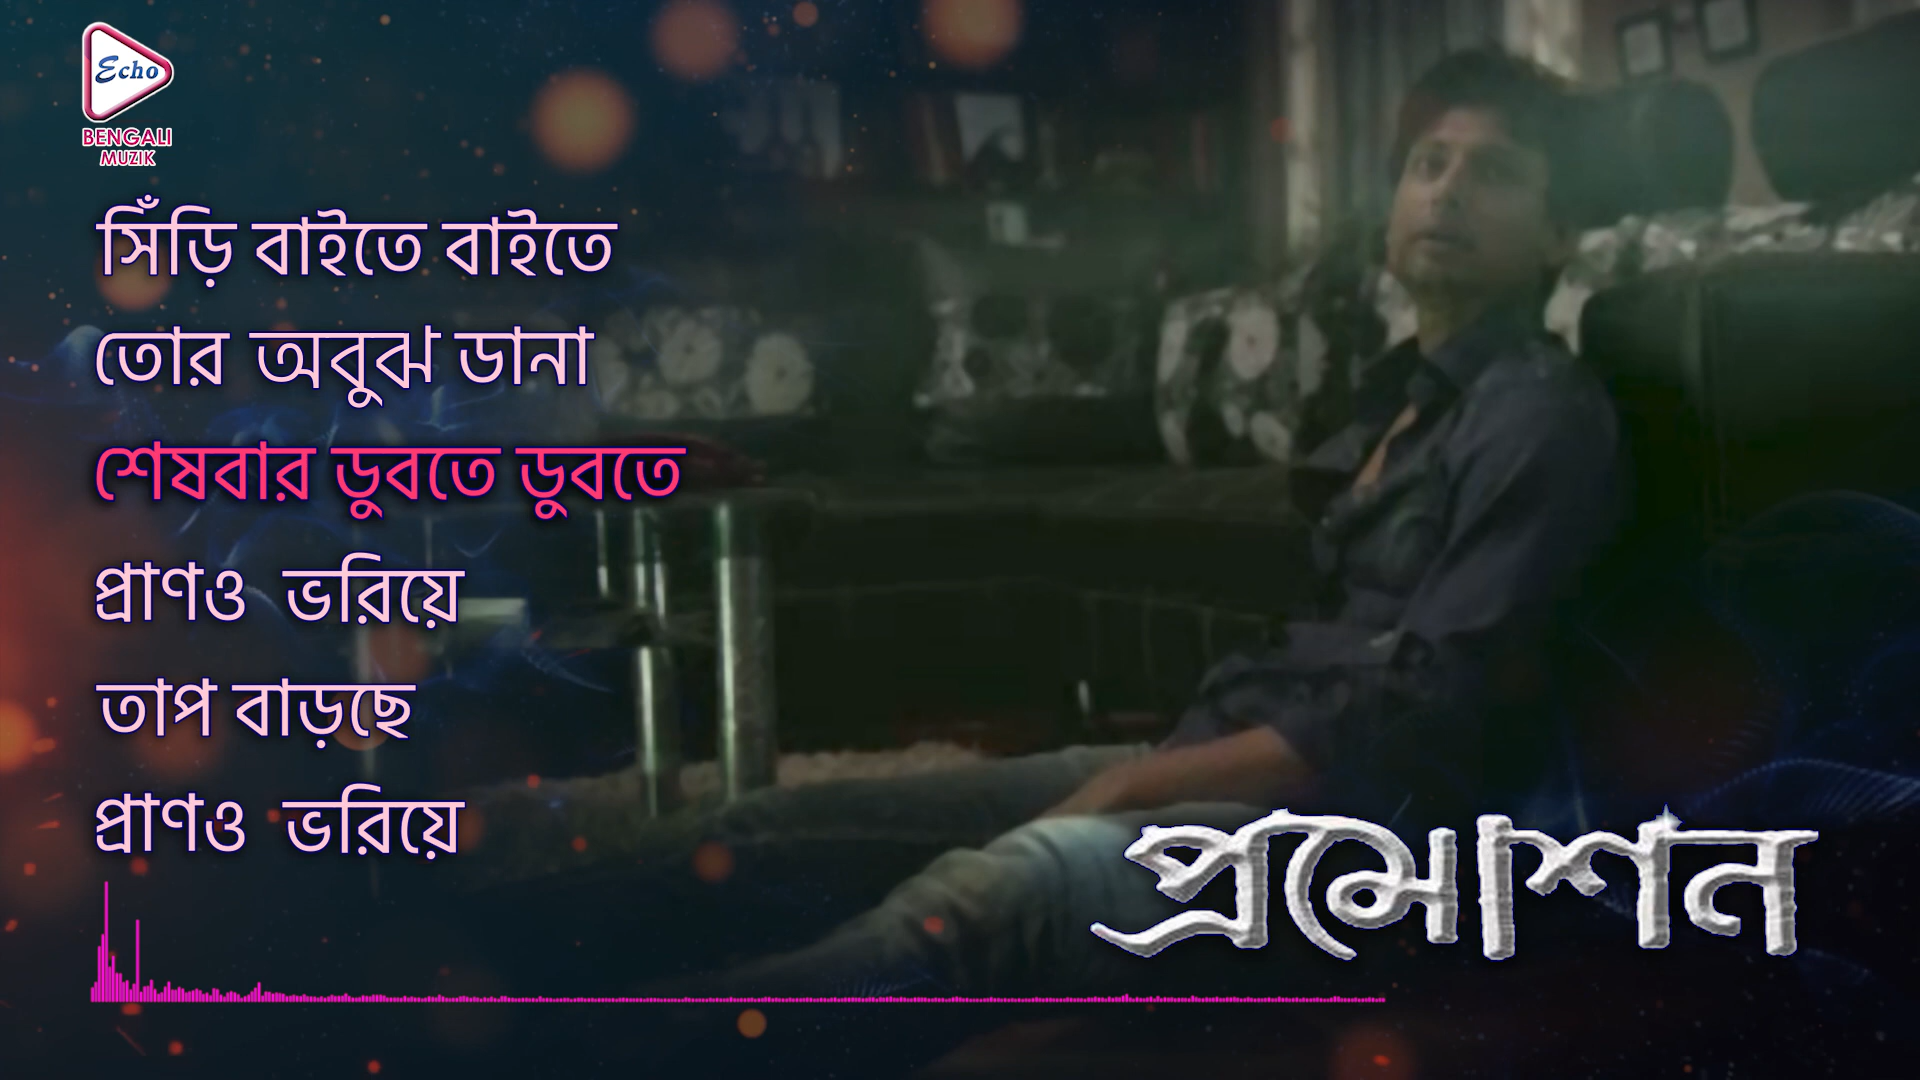 Echo
BENGALI
MUZIK
সিঁড়ি বাইতে বাইতে
তোর অবুঝ ডানা
শেষবার ডুবতে ডুবতে
প্রাণও ভরিয়ে
তাপ বাড়ছে
প্রাণও ভরিয়ে
প্রমোশন